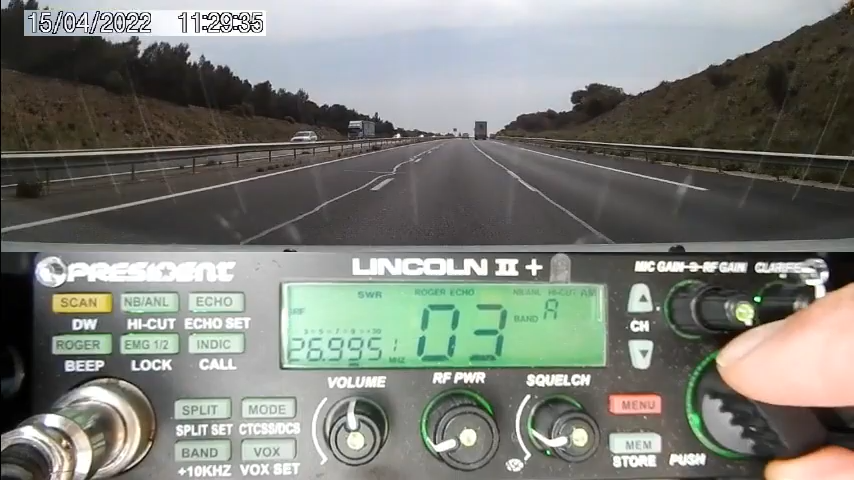 15/04/2022 11:29:35
PRESIDENT
LINCOLN II +
MIC GAIN RF GAIN CLARIFIER
SCAN NB/ANL ECHO
DW HI-CUT ECHO SET
ROGER EMG 1/2 INDIC
BEEP LOCK CALL
SWR ROGER ECHO NB/ANL HI-CUT AM
RF
03 BAND A
26.995 MHZ
CH
VOLUME RF PWR SQUELCH
SPLIT MODE
SPLIT SET CTCSS/DCS
BAND VOX
+10KHZ VOX SET
MENU
MEM
STORE PUSH